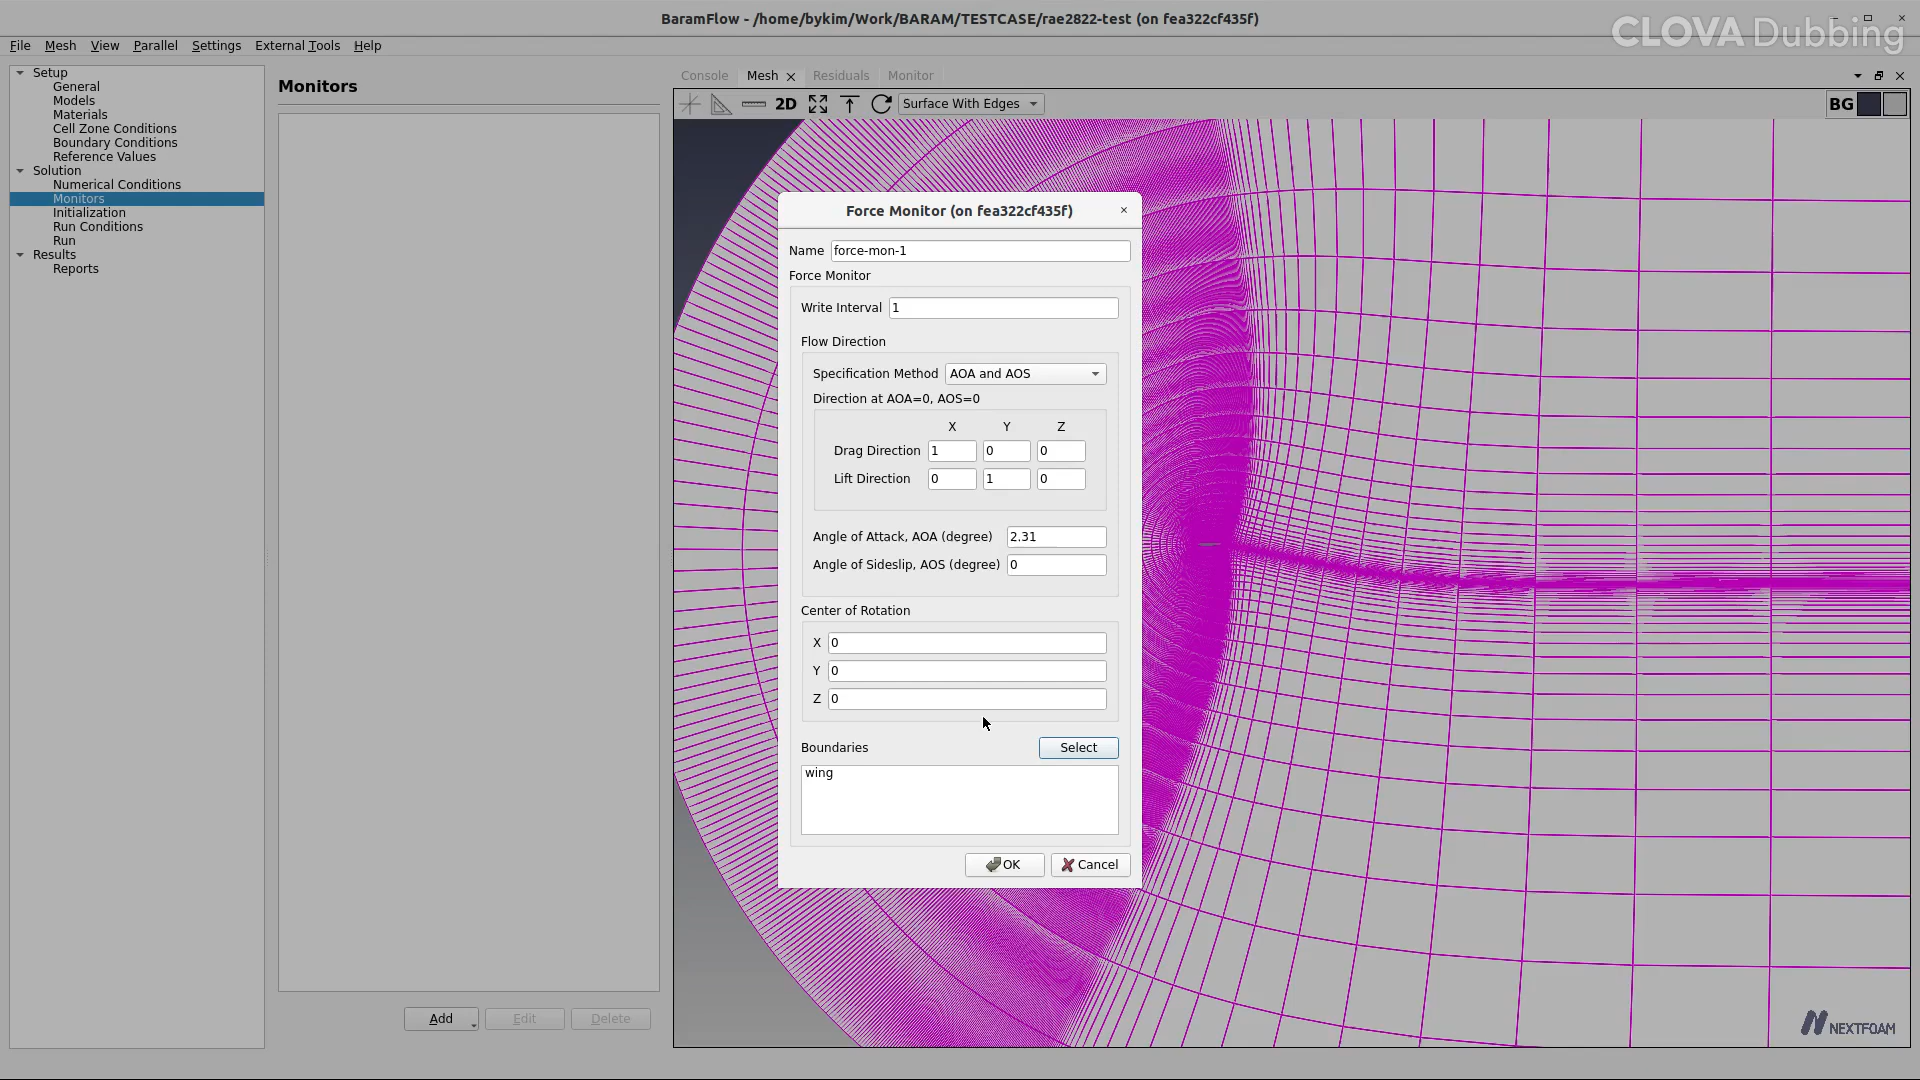 BaramFlow - /home/bykim/Work/BARAM/TESTCASE/rae2822-test (on fea322cf435f)
CLOVA Dubbing
File Mesh View Parallel Settings External Tools Help
Setup
General
Models
Materials
Cell Zone Conditions
Boundary Conditions
Reference Values
Solution
Numerical Conditions
Monitors
Initialization
Run Conditions
Run
Results
Reports
Monitors
Add Edit Delete
Console Mesh Residuals Monitor
2D Surface With Edges BG
Force Monitor (on fea322cf435f)
Name force-mon-1
Force Monitor
Write Interval 1
Flow Direction
Specification Method AOA and AOS
Direction at AOA=0, AOS=0
X Y Z
Drag Direction 1 0 0
Lift Direction 0 1 0
Angle of Attack, AOA (degree) 2.31
Angle of Sideslip, AOS (degree) 0
Center of Rotation
X 0
Y 0
Z 0
Boundaries Select
wing
OK Cancel
NEXTFOAM